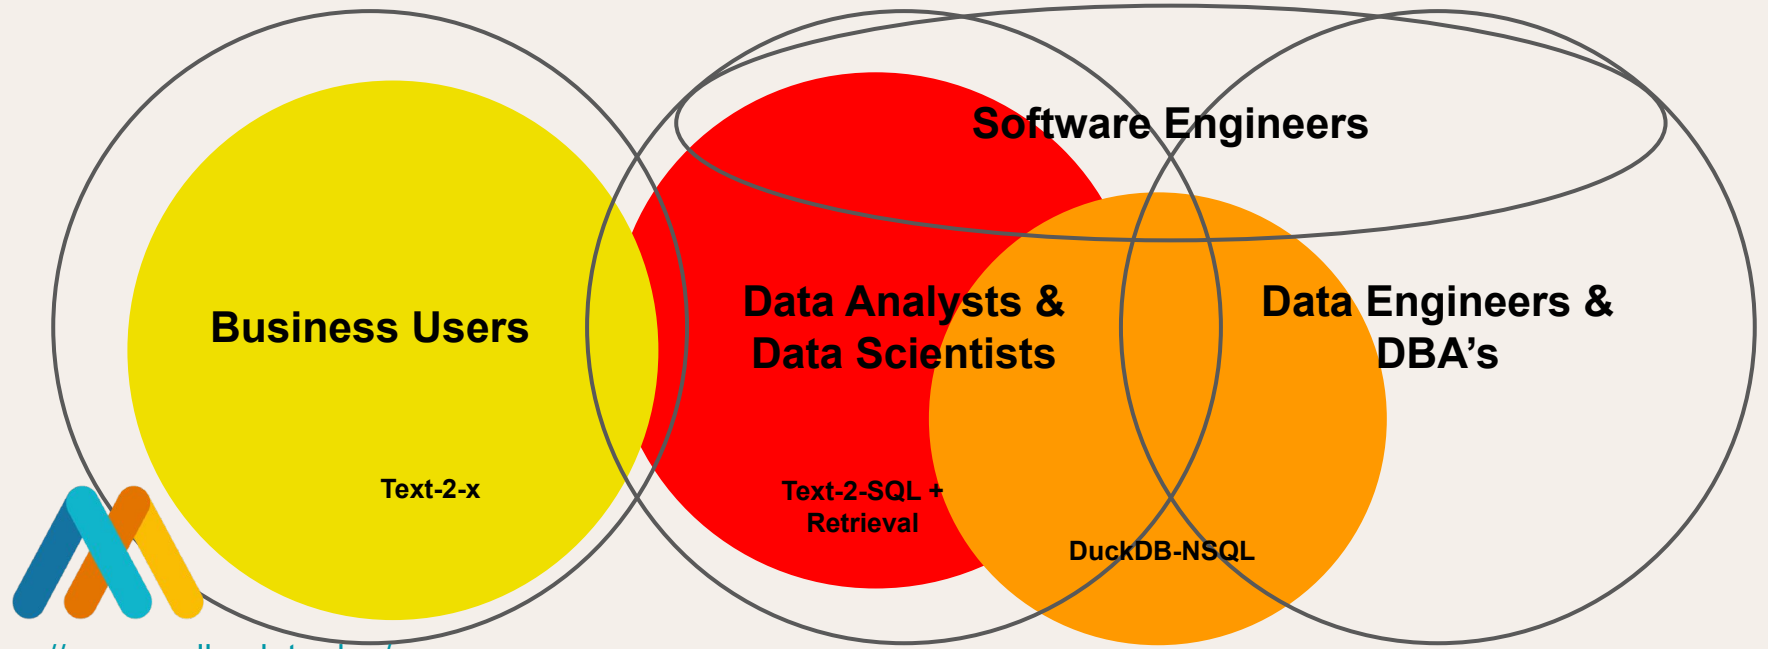 Software Engineers
Business Users
Data Analysts &
Data Scientists
Data Engineers &
DBA’s
Text-2-x
Text-2-SQL +
Retrieval
DuckDB-NSQL